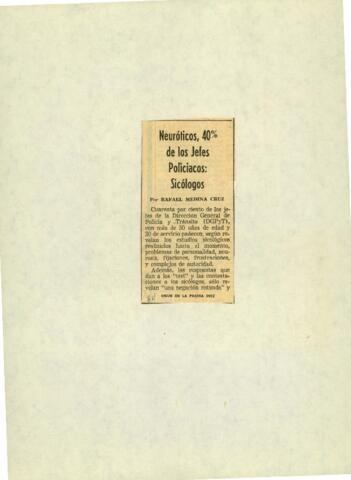 Neuróticos, 40%
de los Jefes
Policiacos:
Sicólogos
Por RAFAEL MEDINA CRUZ
Cuarenta por ciento de los je-
fes de la Dirección General de
Policía y Tránsito (DGPyT),
con más de 50 años de edad y
20 de servicio padecen, según re-
velan los estudios sicológicos
realizados hasta el momento,
problemas de personalidad, neu-
rosis, fijaciones, frustraciones,
y complejos de autoridad.
Además, las respuestas que
dan a los "test" y las contesta-
ciones a los sicólogos, sólo re-
velan "una negación rotunda" y
SIGUE EN LA PAGINA DIEZ